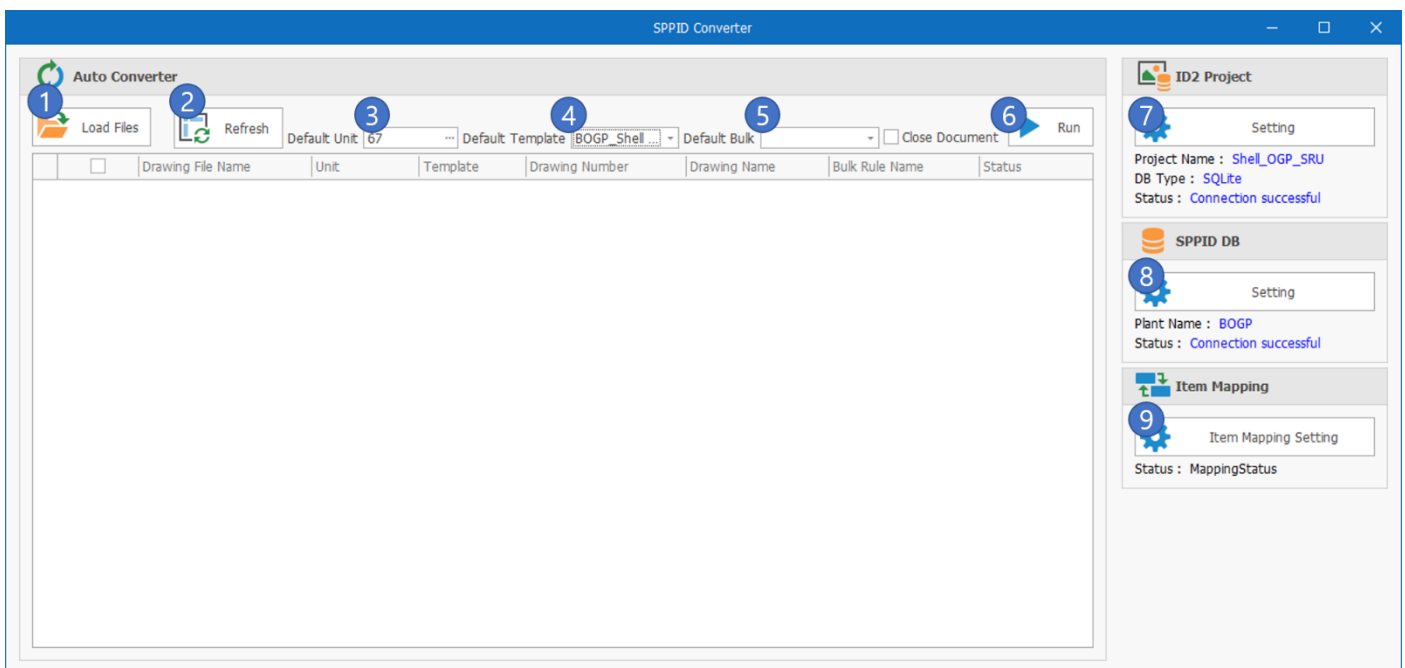 SPPID Converter
Auto Converter
1
Load Files
2
Refresh
3
Default Unit 67 ...
4
Default Template BOGP_Shell ...
5
Default Bulk
Close Document
6
Run
Drawing File Name Unit Template Drawing Number Drawing Name Bulk Rule Name Status
ID2 Project
7
Setting
Project Name : Shell_OGP_SRU
DB Type : SQLite
Status : Connection successful
SPPID DB
8
Setting
Plant Name : BOGP
Status : Connection successful
Item Mapping
9
Item Mapping Setting
Status : MappingStatus